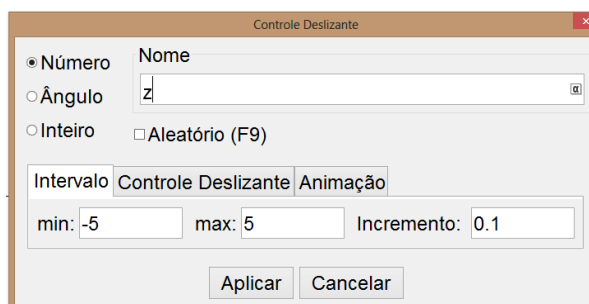 Controle Deslizante
Número
Nome
z
α
Ângulo
Inteiro
Aleatório (F9)
Intervalo Controle Deslizante Animação
min: -5 max: 5 Incremento: 0.1
Aplicar Cancelar